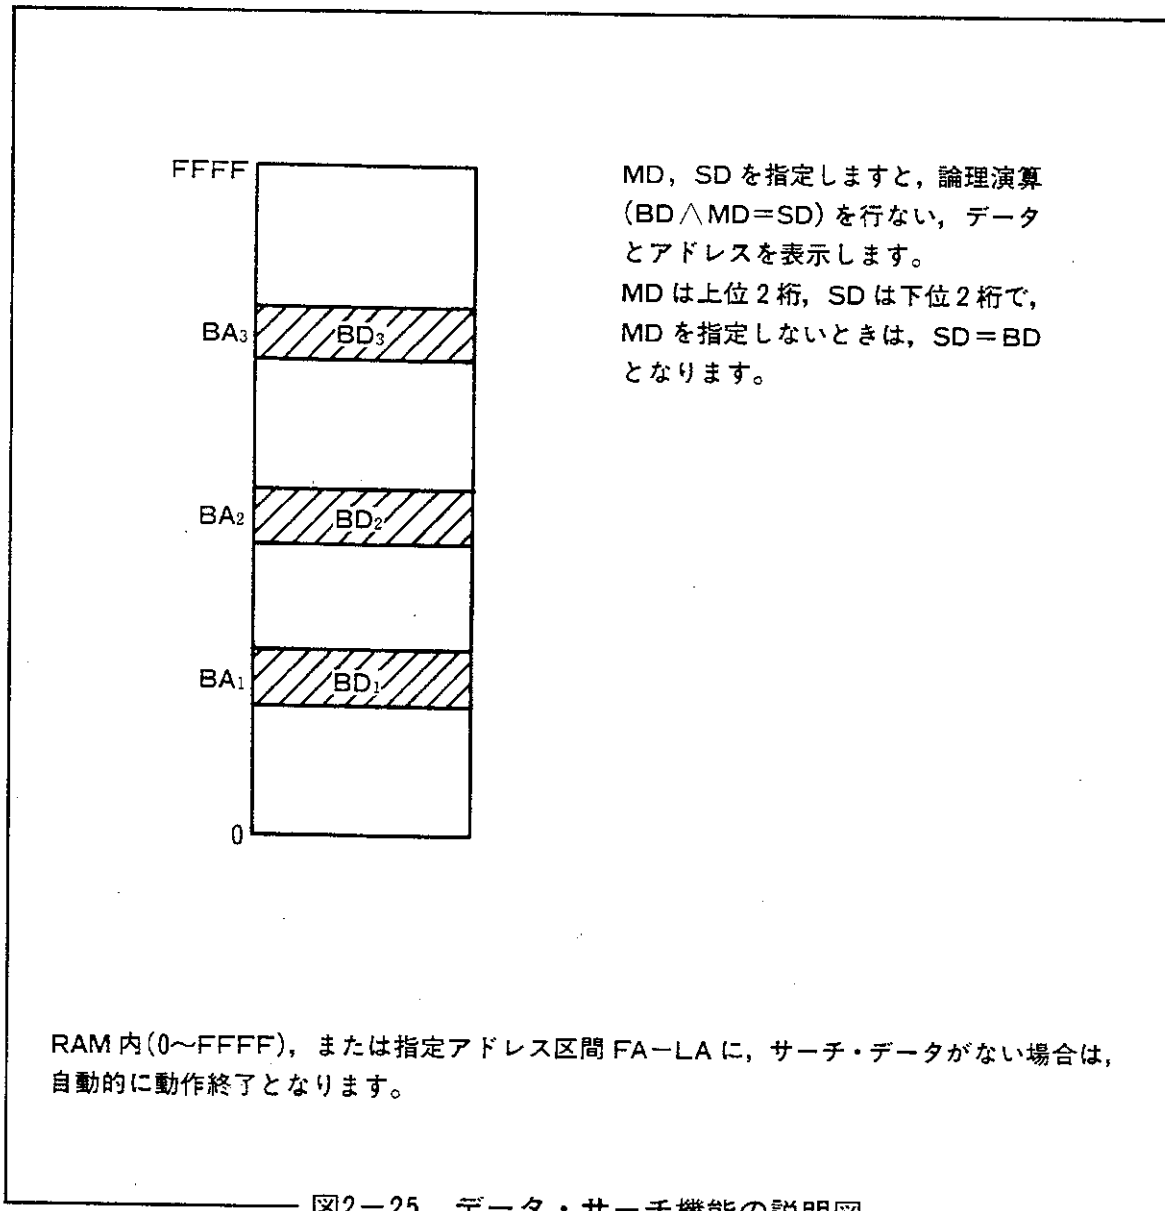 FFFF
MD, SD を指定しますと, 論理演算
(BD∧MD=SD) を行ない, データ
とアドレスを表示します。
MD は上位2桁, SD は下位2桁で,
MD を指定しないときは, SD=BD
となります。
BA₃ BD₃
BA₂ BD₂
BA₁ BD₁
0
RAM 内(0〜FFFF), または指定アドレス区間 FA−LA に, サーチ・データがない場合は,
自動的に動作終了となります。
図2−25 データ・サーチ機能の説明図